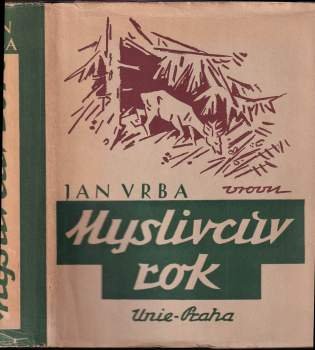 JAN VRBA
Myslivcův
rok
Unie-Praha